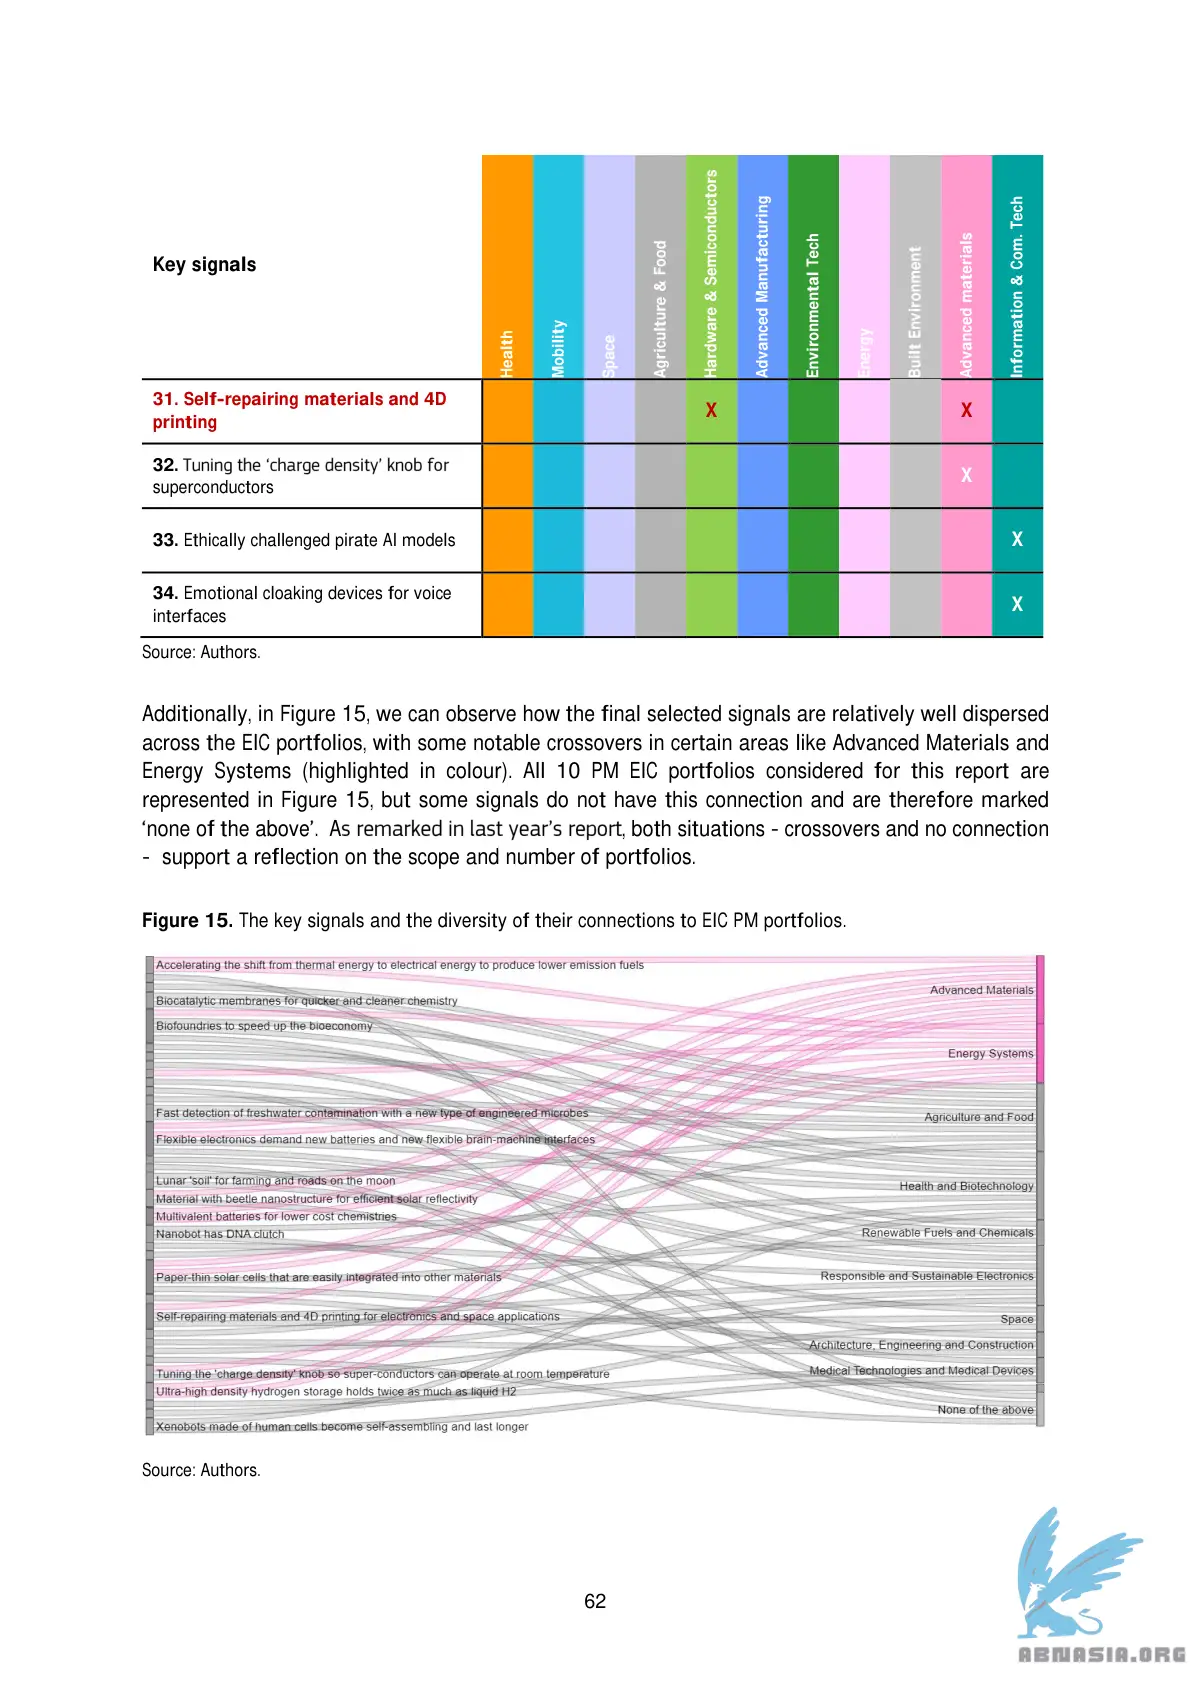 Key signals
Health
Mobility
Space
Agriculture & Food
Hardware & Semiconductors
Advanced Manufacturing
Environmental Tech
Energy
Built Environment
Advanced materials
Information & Com. Tech
31. Self-repairing materials and 4D
printing
X X
32. Tuning the ‘charge density’ knob for
superconductors
X
33. Ethically challenged pirate AI models
X
34. Emotional cloaking devices for voice
interfaces
X
Source: Authors.
Additionally, in Figure 15, we can observe how the final selected signals are relatively well dispersed
across the EIC portfolios, with some notable crossovers in certain areas like Advanced Materials and
Energy Systems (highlighted in colour). All 10 PM EIC portfolios considered for this report are
represented in Figure 15, but some signals do not have this connection and are therefore marked
‘none of the above’. As remarked in last year’s report, both situations - crossovers and no connection
- support a reflection on the scope and number of portfolios.
Figure 15. The key signals and the diversity of their connections to EIC PM portfolios.
Accelerating the shift from thermal energy to electrical energy to produce lower emission fuels
Advanced Materials
Biocatalytic membranes for quicker and cleaner chemistry
Biofoundries to speed up the bioeconomy
Energy Systems
Fast detection of freshwater contamination with a new type of engineered microbes
Agriculture and Food
Flexible electronics demand new batteries and new flexible brain-machine interfaces
Lunar 'soil' for farming and roads on the moon
Health and Biotechnology
Material with beetle nanostructure for efficient solar reflectivity
Multivalent batteries for lower cost chemistries
Nanobot has DNA clutch
Renewable Fuels and Chemicals
Paper-thin solar cells that are easily integrated into other materials
Responsible and Sustainable Electronics
Self-repairing materials and 4D printing for electronics and space applications
Space
Architecture, Engineering and Construction
Tuning the 'charge density' knob so super-conductors can operate at room temperature
Medical Technologies and Medical Devices
Ultra-high density hydrogen storage holds twice as much as liquid H2
None of the above
Xenobots made of human cells become self-assembling and last longer
Source: Authors.
62
ABNASIA.ORG